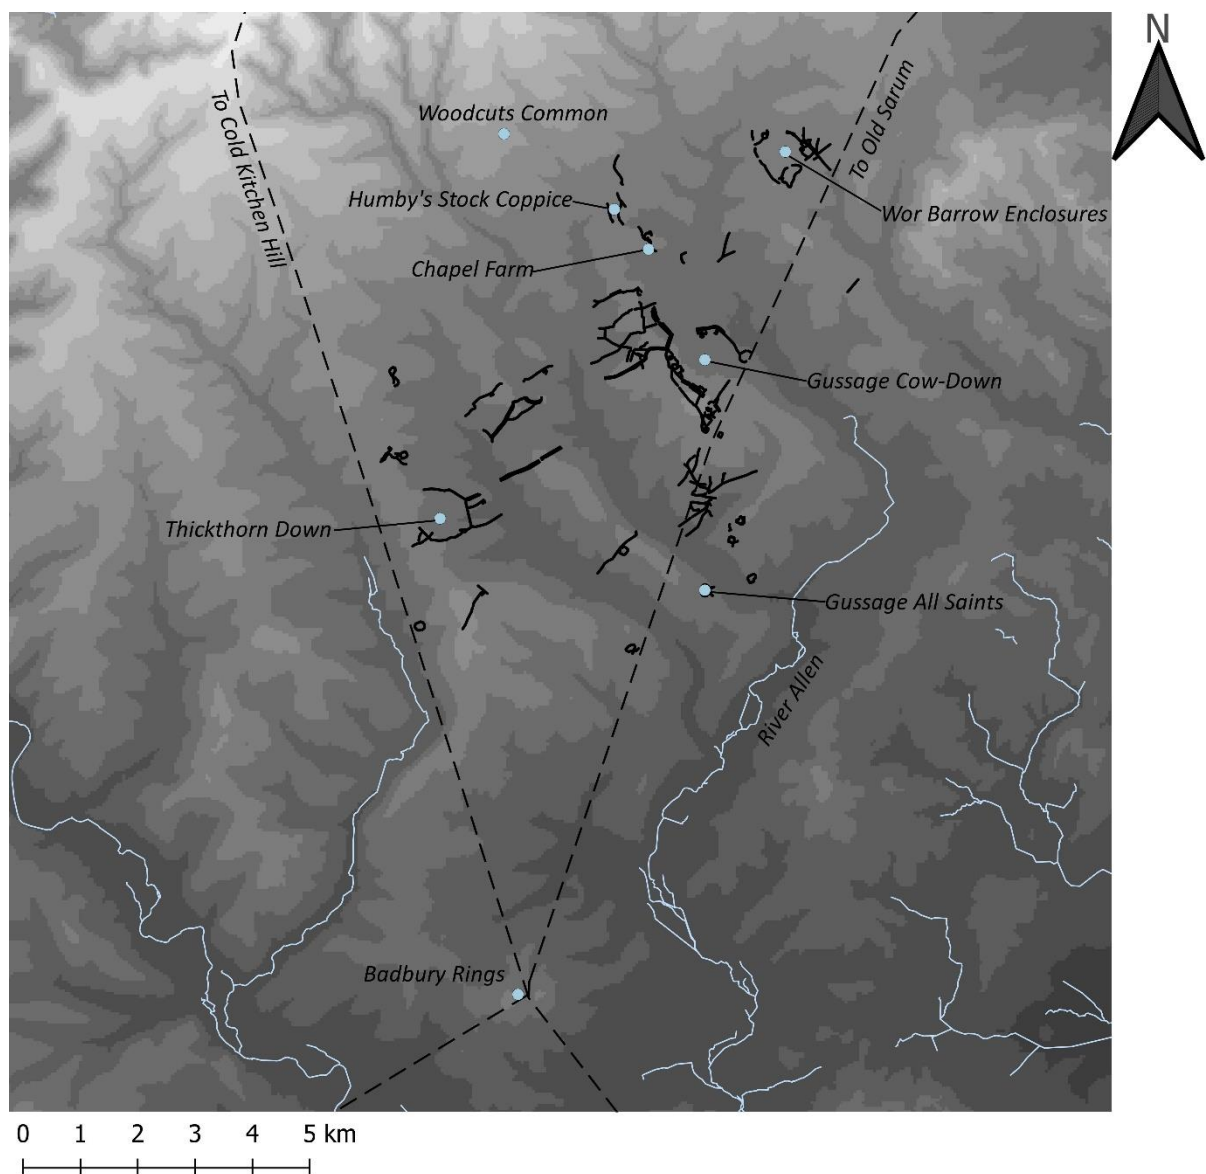 N
Woodcuts Common
To Cold Kitchen Hill
To Old Sarum
Humby's Stock Coppice
Wor Barrow Enclosures
Chapel Farm
Gussage Cow-Down
Thickthorn Down
Gussage All Saints
River Allen
Badbury Rings
0 1 2 3 4 5 km